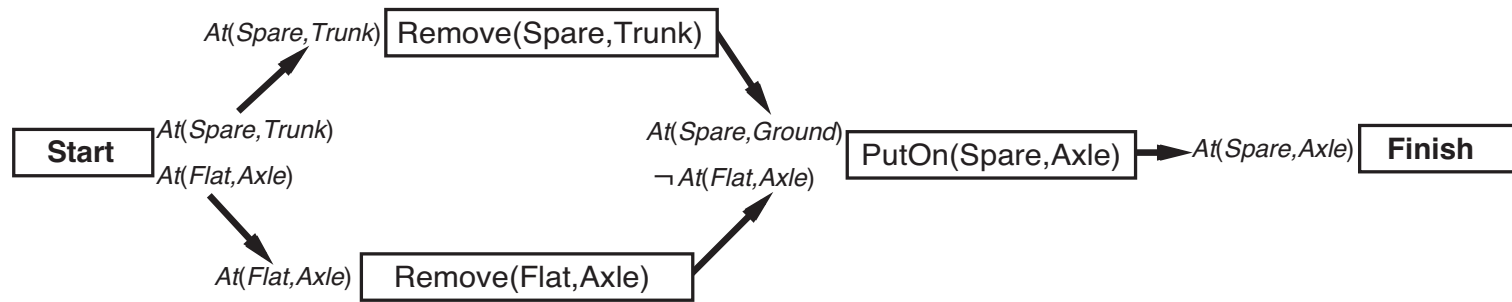 At(Spare,Trunk) Remove(Spare,Trunk)
Start
At(Spare,Trunk)
At(Flat,Axle)
At(Spare,Ground)
¬ At(Flat,Axle)
PutOn(Spare,Axle)
At(Spare,Axle) Finish
At(Flat,Axle) Remove(Flat,Axle)